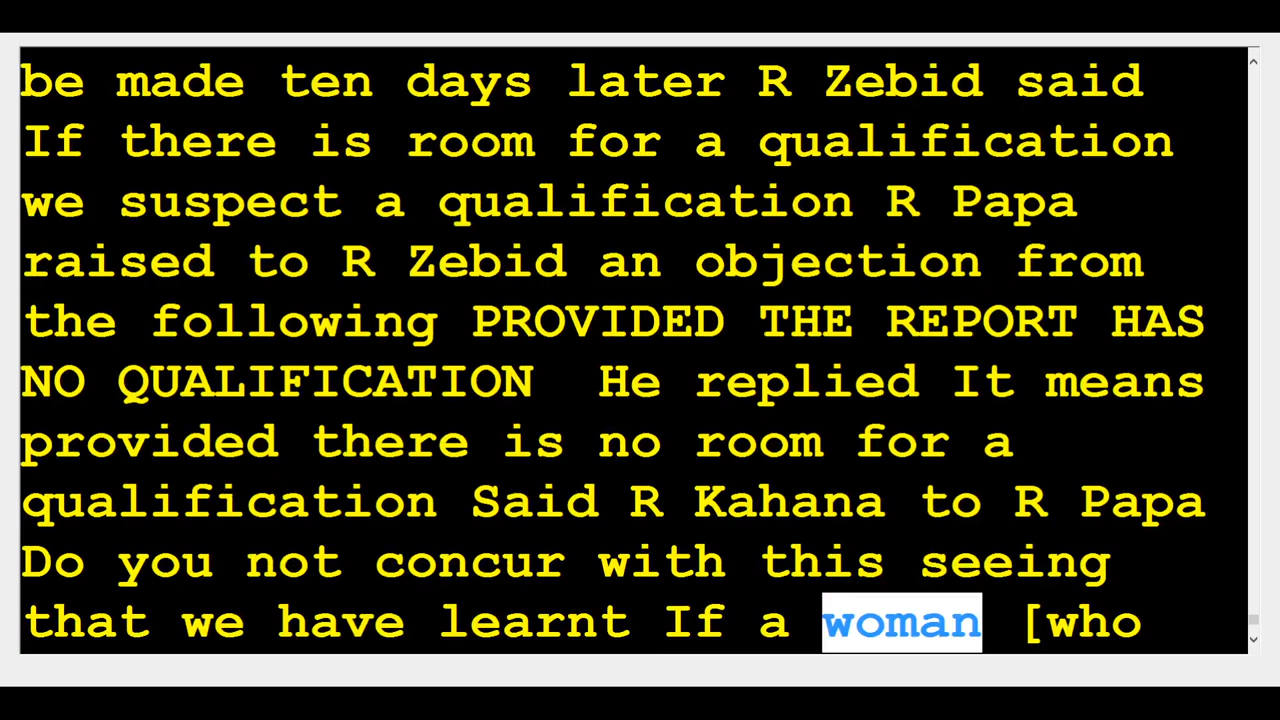 be made ten days later R Zebid said
If there is room for a qualification
we suspect a qualification R Papa
raised to R Zebid an objection from
the following PROVIDED THE REPORT HAS
NO QUALIFICATION He replied It means
provided there is no room for a
qualification Said R Kahana to R Papa
Do you not concur with this seeing
that we have learnt If a woman [who